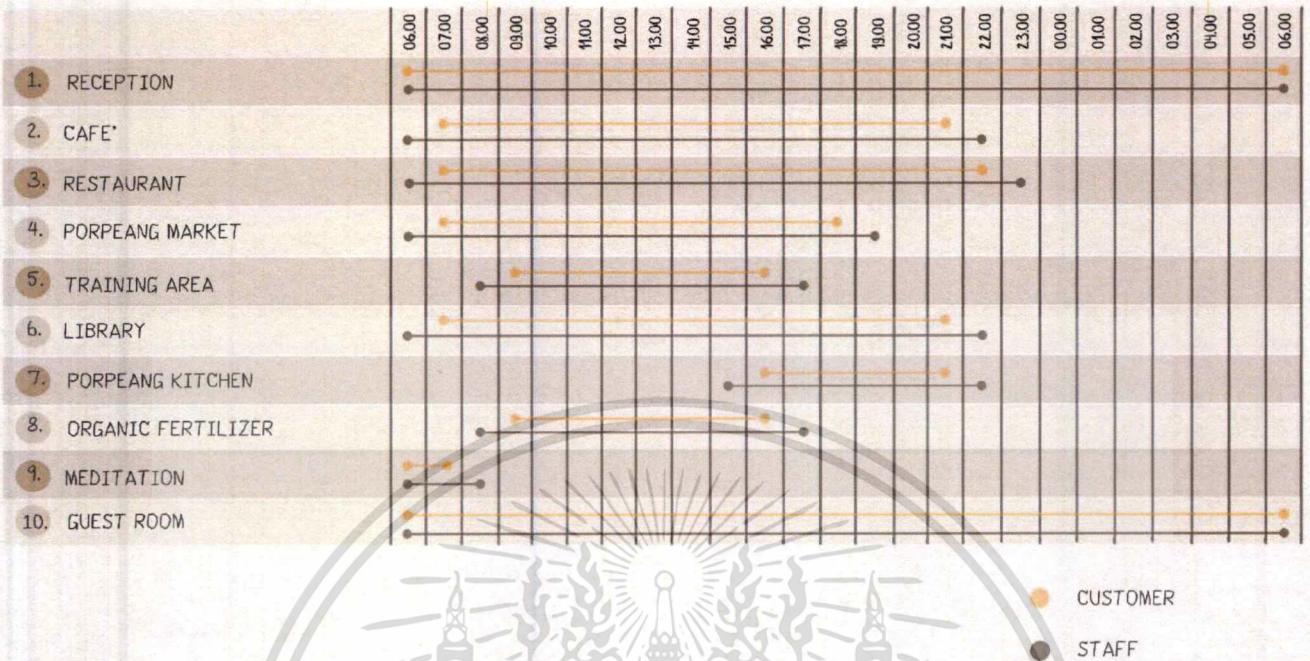 06.00 07.00 08.00 09.00 10.00 11.00 12.00 13.00 14.00 15.00 16.00 17.00 18.00 19.00 20.00 21.00 22.00 23.00 00.00 01.00 02.00 03.00 04.00 05.00 06.00
1. RECEPTION
2. CAFE'
3. RESTAURANT
4. PORPEANG MARKET
5. TRAINING AREA
6. LIBRARY
7. PORPEANG KITCHEN
8. ORGANIC FERTILIZER
9. MEDITATION
10. GUEST ROOM
CUSTOMER
STAFF